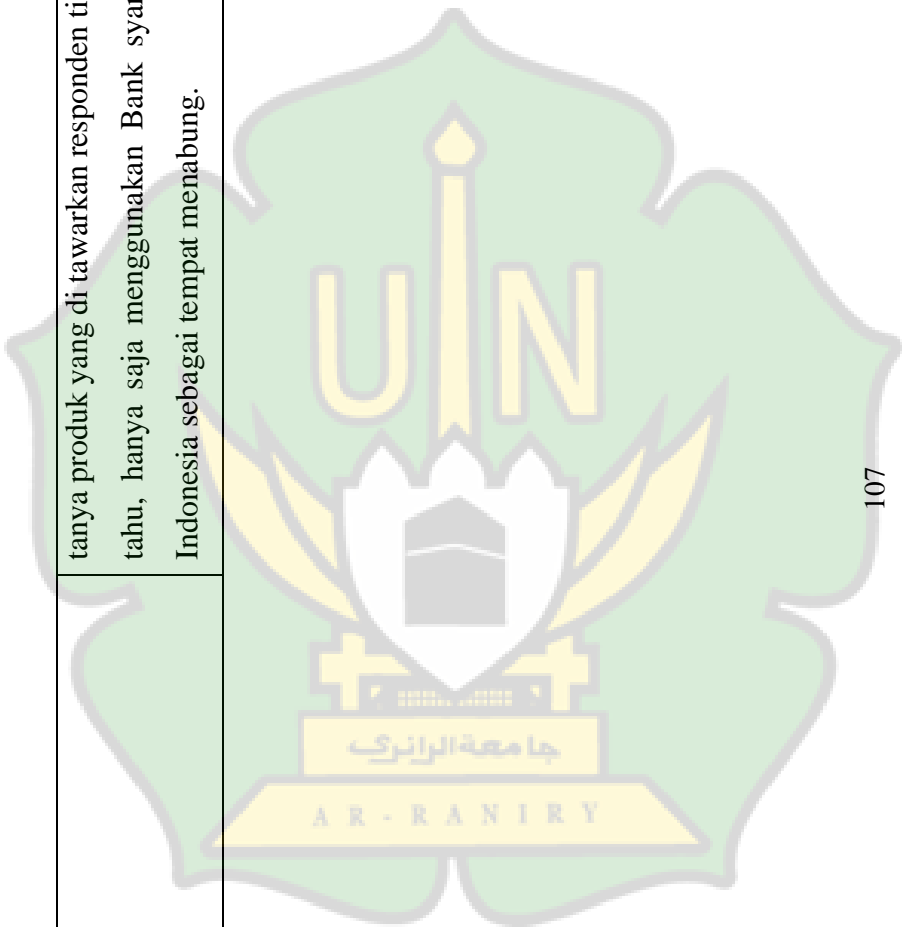 tanya produk yang di tawarkan responden
tahu, hanya saja menggunakan Bank
Indonesia sebagai tempat menabung.
107
UIN
جامعة الرانري
AR-RANIRY